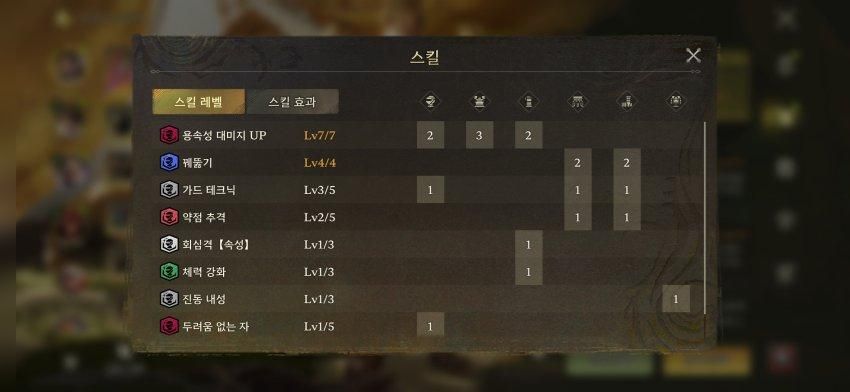 스킬
스킬 레벨 스킬 효과
용속성 대미지 UP Lv7/7 2 3 2
꿰뚫기 Lv4/4 2 2
가드 테크닉 Lv3/5 1 1 1
약점 추격 Lv2/5 1 1
회심격【속성】 Lv1/3 1
체력 강화 Lv1/3 1
진동 내성 Lv1/3 1
두려움 없는 자 Lv1/5 1